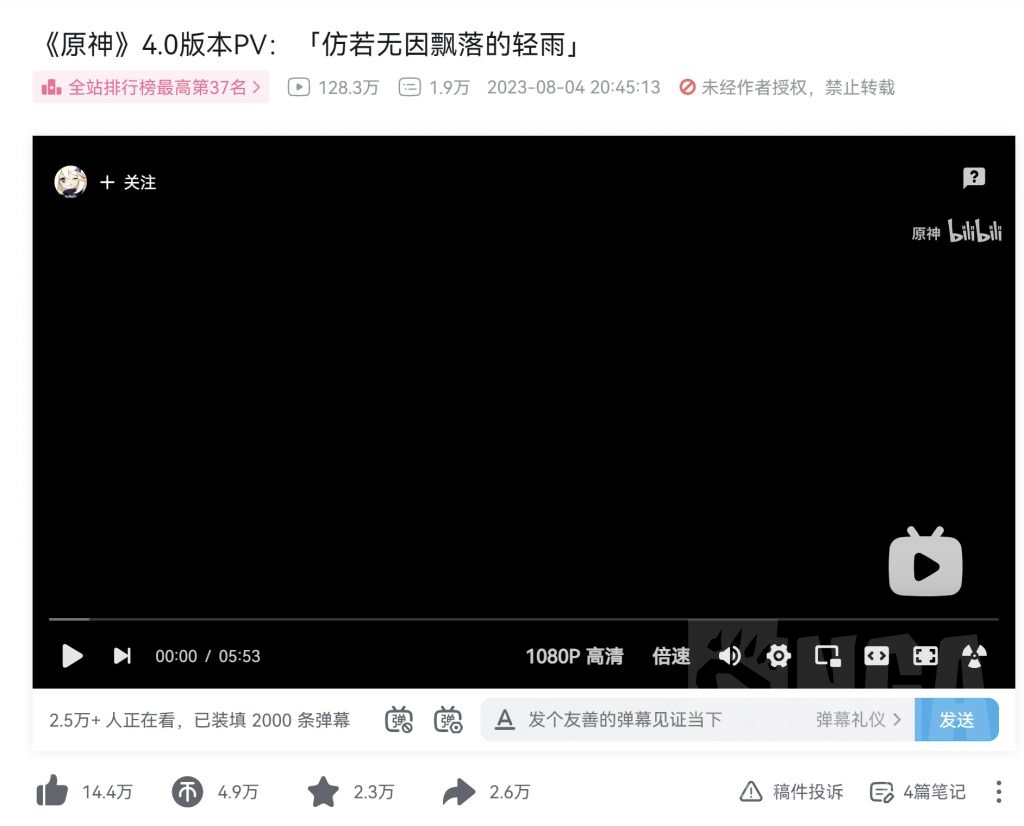 《原神》4.0版本PV：「仿若无因飘落的轻雨」
全站排行榜最高第37名 128.3万 1.9万 2023-08-04 20:45:13 未经作者授权，禁止转载
+ 关注
?
原神 bilibili
00:00 / 05:53 1080P 高清 倍速
NGA
2.5万+ 人正在看，已装填 2000 条弹幕 弹 弹 A 发个友善的弹幕见证当下 弹幕礼仪 发送
14.4万 4.9万 2.3万 2.6万 稿件投诉 4篇笔记